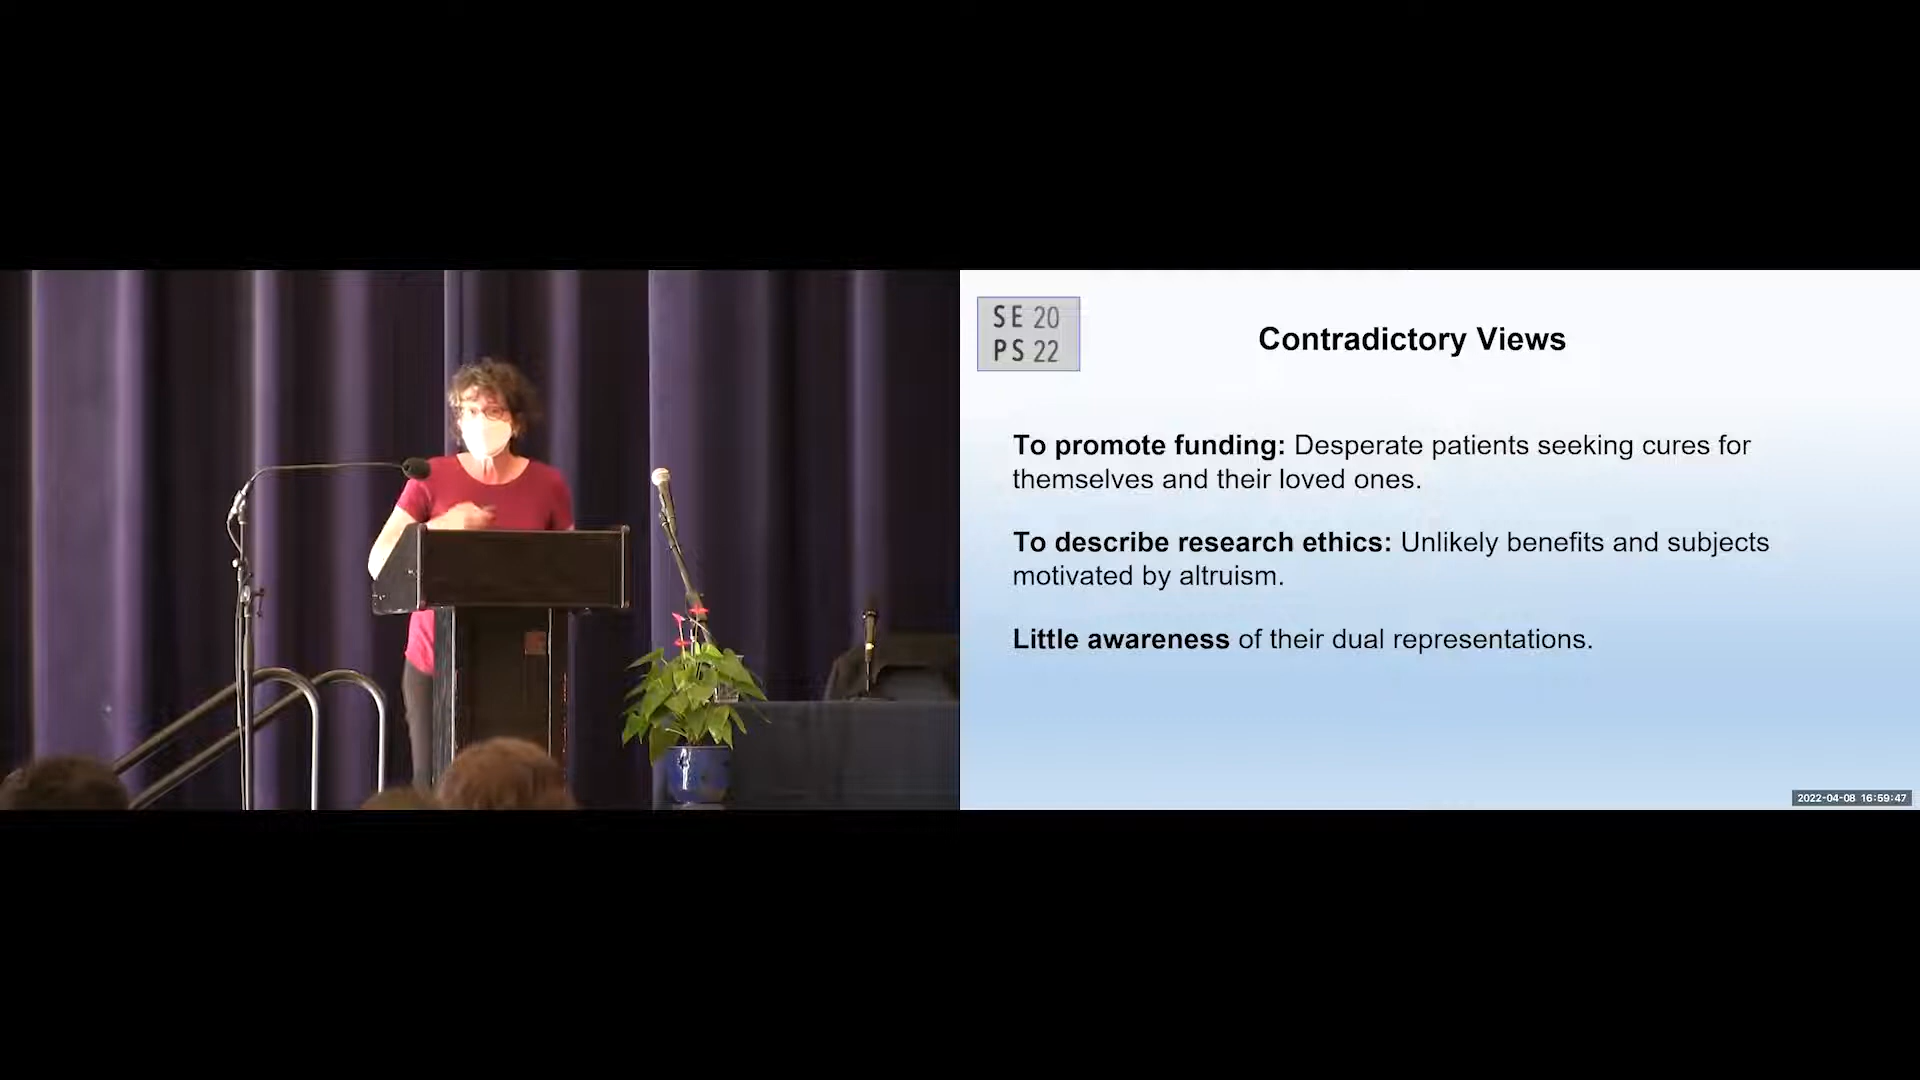 SE 20
PS 22
Contradictory Views
To promote funding: Desperate patients seeking cures for
themselves and their loved ones.
To describe research ethics: Unlikely benefits and subjects
motivated by altruism.
Little awareness of their dual representations.
2022-04-08 16:59:47